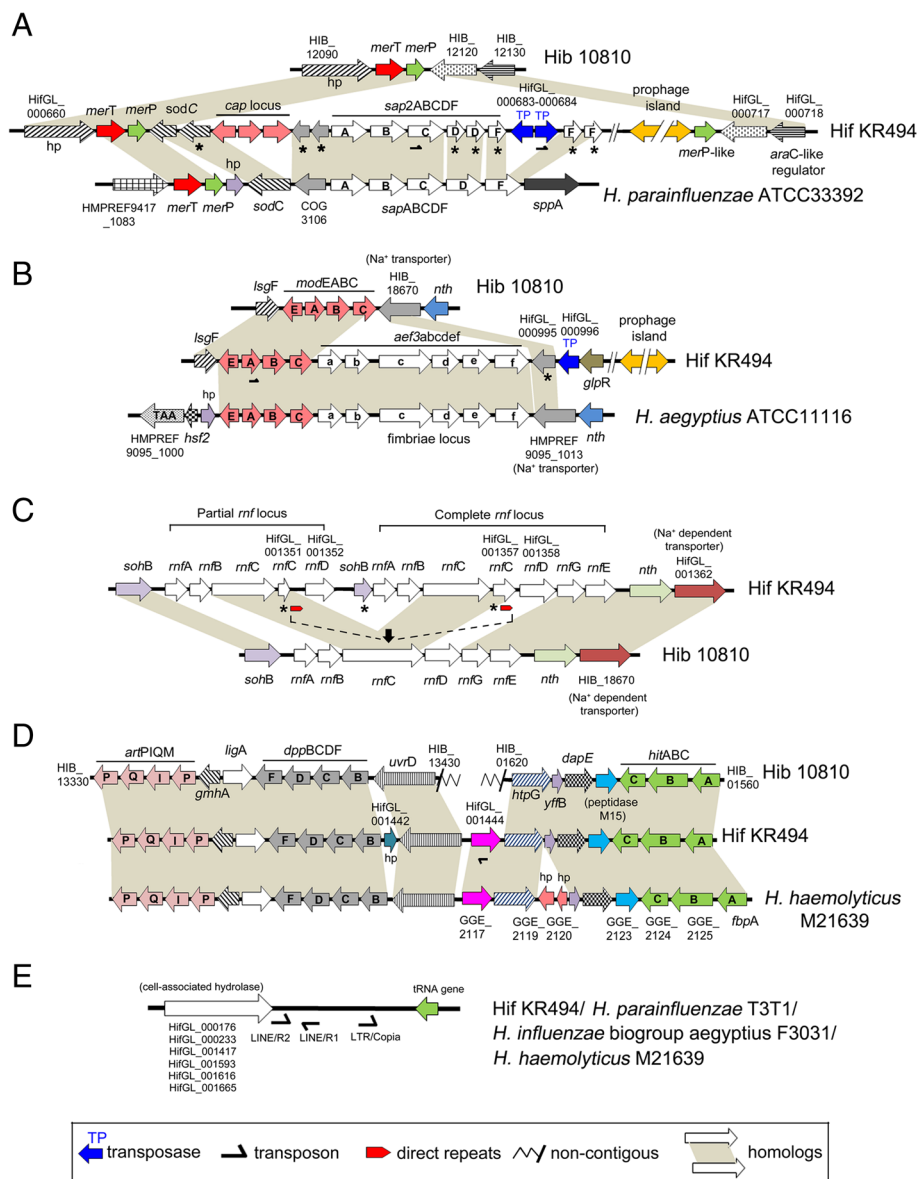 A
HIB_
12090
merT
merP
HIB_
12120
HIB_
12130
Hib 10810
hp
HifGL_
000660
merT
merP
sodC
cap locus
sap2ABCDF
HifGL_
000683-000684
TP TP
prophage
island
HifGL_
000717
HifGL_
000718
A B C D D F F F
Hif KR494
hp
* * * * * * * *
hp
merP-like
araC-like
regulator
A B C D F
HMPREF9417
_1083
merT
merP
sodC
COG
3106
sapABCDF
sppA
H. parainfluenzae ATCC33392
B
(Na⁺ transporter)
lsgF
modEABC
HIB_
18670
nth
Hib 10810
E A B C
lsgF
aef3abcdef
HifGL_
000995
HifGL_
000996
TP
prophage
island
E A B C a b c d e f
Hif KR494
*
glpR
hp
TAA E A B C a b c d e f
H. aegyptius ATCC11116
HMPREF
9095_1000
hsf2
fimbriae locus
HMPREF
9095_1013
(Na⁺ transporter)
nth
C
Partial rnf locus
Complete rnf locus
HifGL_
001351
HifGL_
001352
HifGL_
001357
HifGL_
001358
(Na⁺ dependent
transporter)
HifGL_
001362
sohB
rnfA
rnfB
rnfC
rnfC
rnfD
sohB
rnfA
rnfB
rnfC
rnfC
rnfD
rnfG
rnfE
nth
Hif KR494
* * *
Hib 10810
sohB
rnfA
rnfB
rnfC
rnfD
rnfG
rnfE
nth
HIB_18670
(Na⁺ dependent
transporter)
D
HIB_
13330
artPIQM
ligA
dppBCDF
uvrD
HIB_
13430
HIB_
01620
dapE
hitABC
HIB_
01560
P Q I P F D C B C B A
Hib 10810
gmhA
htpG
yffB
(peptidase
M15)
HifGL_
001442
HifGL_
001444
P Q I P F D C B C B A
Hif KR494
hp
hp hp
P Q I P F D C B C B A
H. haemolyticus
M21639
GGE_
2117
GGE_
2119
GGE_
2120
GGE_
2123
GGE_
2124
GGE_
2125
fbpA
E
(cell-associated hydrolase)
tRNA gene
HifGL_000176
HifGL_000233
HifGL_001417
HifGL_001593
HifGL_001616
HifGL_001665
LINE/R2
LINE/R1
LTR/Copia
Hif KR494/ H. parainfluenzae T3T1/
H. influenzae biogroup aegyptius F3031/
H. haemolyticus M21639
TP
transposase
transposon
direct repeats
non-contigous
homologs